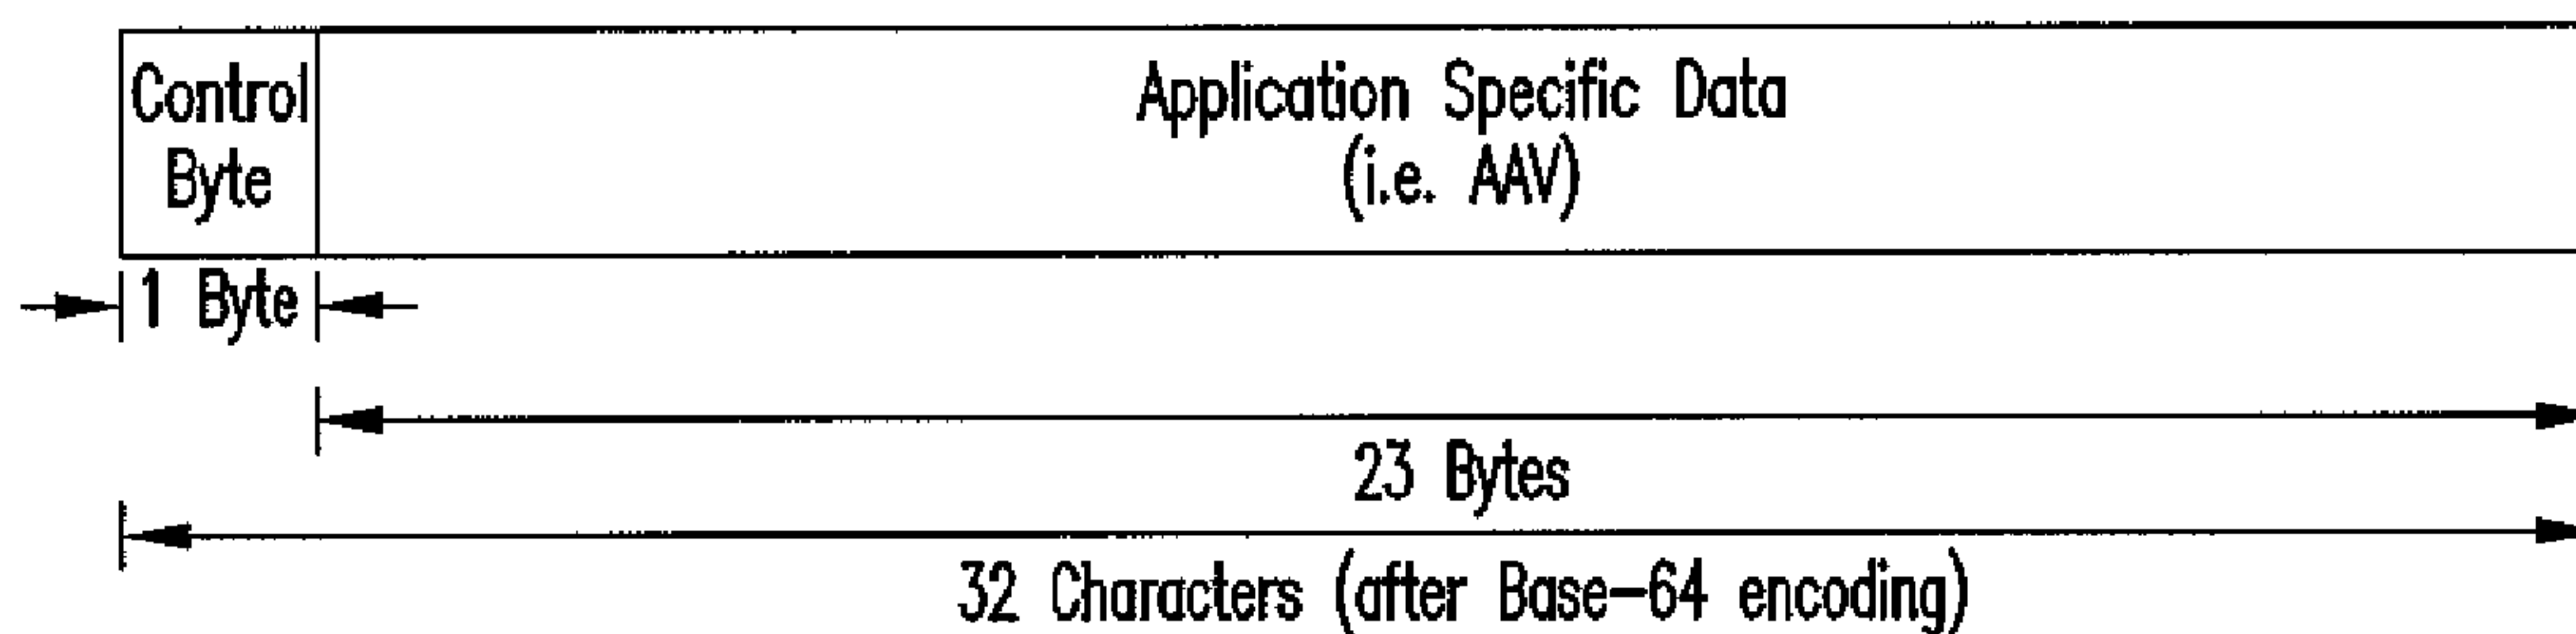 Control
Byte
Application Specific Data
(i.e. AAV)
1 Byte
23 Bytes
32 Characters (after Base-64 encoding)